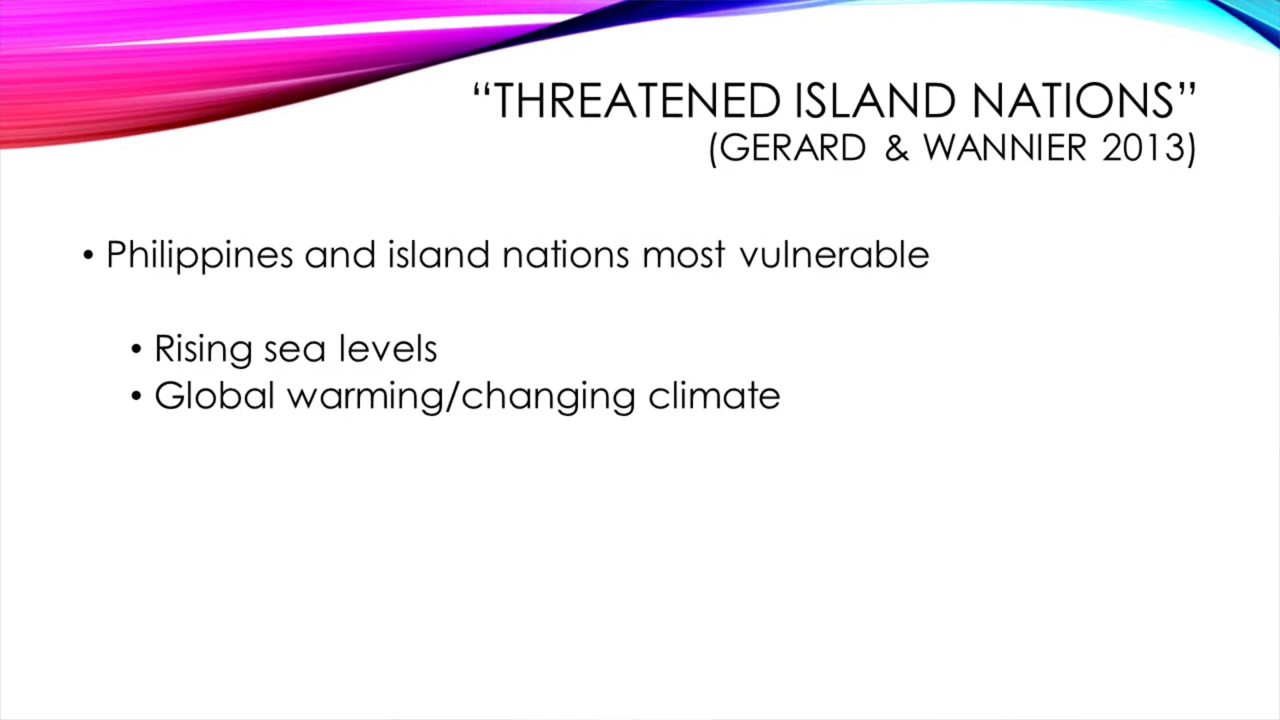 “THREATENED ISLAND NATIONS”
(GERARD & WANNIER 2013)
• Philippines and island nations most vulnerable
• Rising sea levels
• Global warming/changing climate